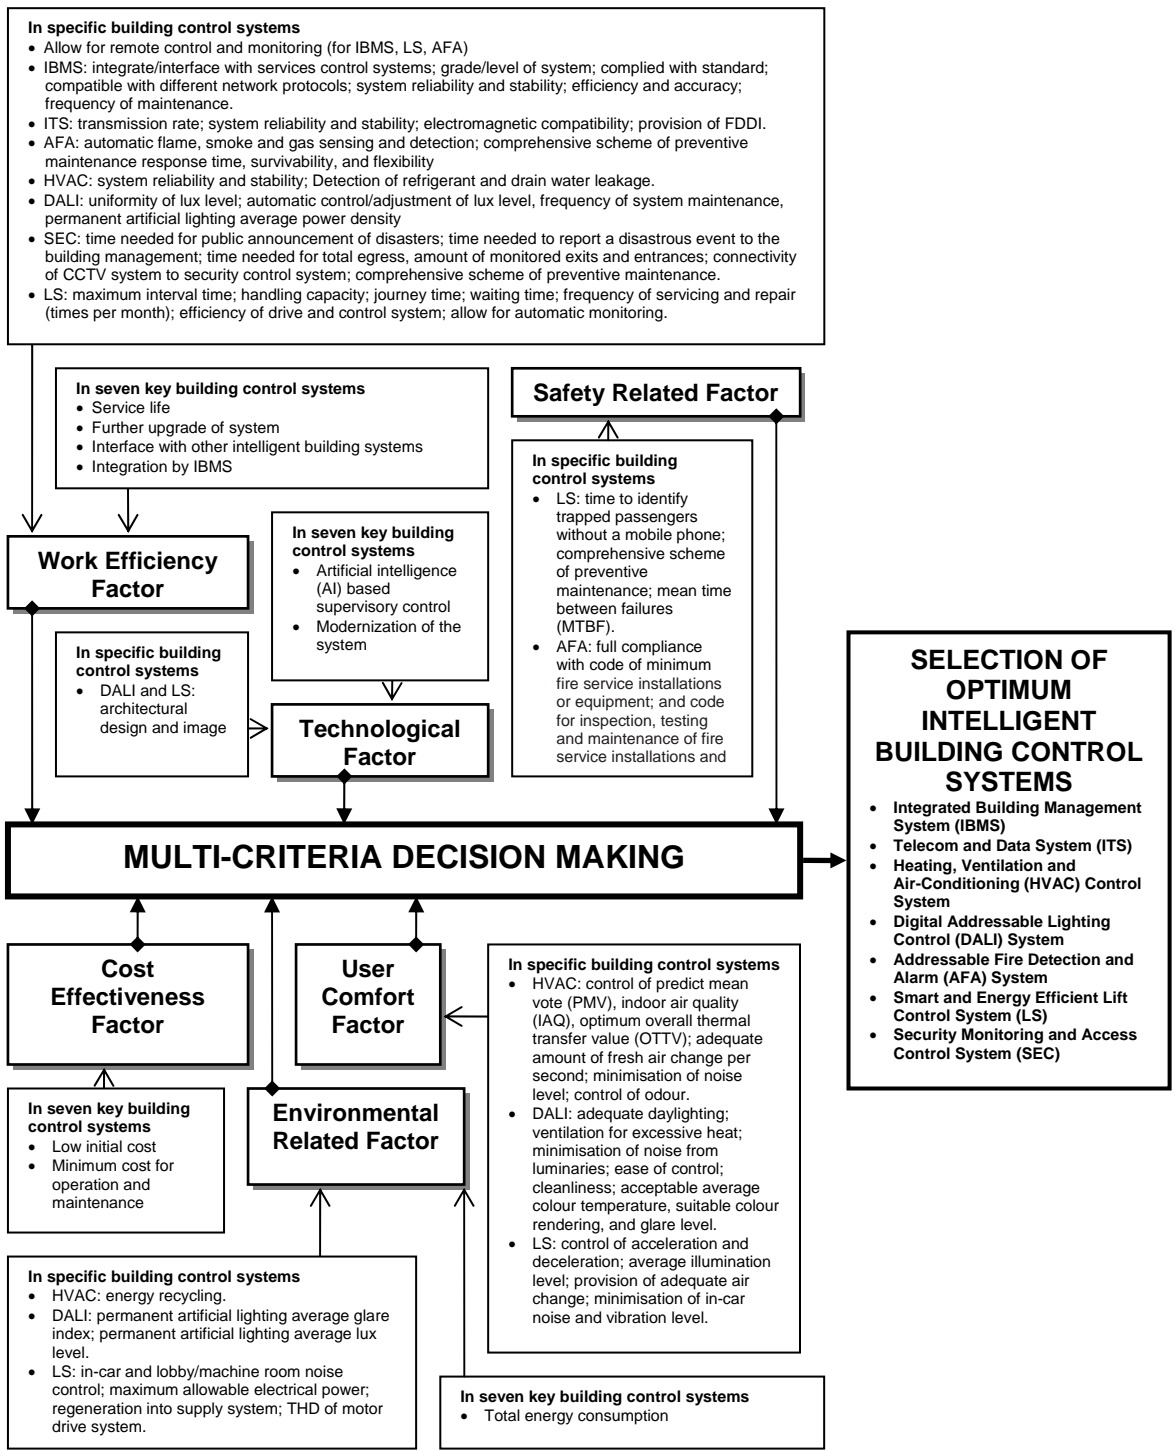 In specific building control systems
• Allow for remote control and monitoring (for IBMS, LS, AFA)
• IBMS: integrate/interface with services control systems; grade/level of system; complied with standard;
compatible with different network protocols; system reliability and stability; efficiency and accuracy;
frequency of maintenance.
• ITS: transmission rate; system reliability and stability; electromagnetic compatibility; provision of FDDI.
• AFA: automatic flame, smoke and gas sensing and detection; comprehensive scheme of preventive
maintenance response time, survivability, and flexibility
• HVAC: system reliability and stability; Detection of refrigerant and drain water leakage.
• DALI: uniformity of lux level; automatic control/adjustment of lux level, frequency of system maintenance,
permanent artificial lighting average power density
• SEC: time needed for public announcement of disasters; time needed to report a disastrous event to the
building management; time needed for total egress, amount of monitored exits and entrances; connectivity
of CCTV system to security control system; comprehensive scheme of preventive maintenance.
• LS: maximum interval time; handling capacity; journey time; waiting time; frequency of servicing and repair
(times per month); efficiency of drive and control system; allow for automatic monitoring.
In seven key building control systems
• Service life
• Further upgrade of system
• Interface with other intelligent building systems
• Integration by IBMS
Safety Related Factor
In specific building
control systems
• LS: time to identify
trapped passengers
without a mobile phone;
comprehensive scheme
of preventive
maintenance; mean time
between failures
(MTBF).
• AFA: full compliance
with code of minimum
fire service installations
or equipment; and code
for inspection, testing
and maintenance of fire
service installations and
Work Efficiency
Factor
In seven key building
control systems
• Artificial intelligence
(AI) based
supervisory control
• Modernization of the
system
In specific building
control systems
• DALI and LS:
architectural
design and image
Technological
Factor
MULTI-CRITERIA DECISION MAKING
SELECTION OF
OPTIMUM
INTELLIGENT
BUILDING CONTROL
SYSTEMS
• Integrated Building Management
System (IBMS)
• Telecom and Data System (ITS)
• Heating, Ventilation and
Air-Conditioning (HVAC) Control
System
• Digital Addressable Lighting
Control (DALI) System
• Addressable Fire Detection and
Alarm (AFA) System
• Smart and Energy Efficient Lift
Control System (LS)
• Security Monitoring and Access
Control System (SEC)
Cost
Effectiveness
Factor
User
Comfort
Factor
In specific building control systems
• HVAC: control of predict mean
vote (PMV), indoor air quality
(IAQ), optimum overall thermal
transfer value (OTTV); adequate
amount of fresh air change per
second; minimisation of noise
level; control of odour.
• DALI: adequate daylighting;
ventilation for excessive heat;
minimisation of noise from
luminaries; ease of control;
cleanliness; acceptable average
colour temperature, suitable colour
rendering, and glare level.
• LS: control of acceleration and
deceleration; average illumination
level; provision of adequate air
change; minimisation of in-car
noise and vibration level.
In seven key building
control systems
• Low initial cost
• Minimum cost for
operation and
maintenance
Environmental
Related Factor
In specific building control systems
• HVAC: energy recycling.
• DALI: permanent artificial lighting average glare
index; permanent artificial lighting average lux
level.
• LS: in-car and lobby/machine room noise
control; maximum allowable electrical power;
regeneration into supply system; THD of motor
drive system.
In seven key building control systems
• Total energy consumption